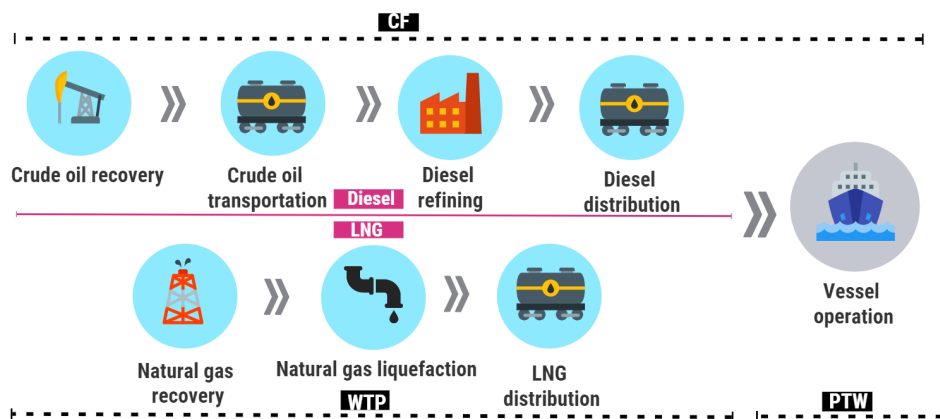 CF
Crude oil recovery
Crude oil
transportation
Diesel
refining
Diesel
distribution
Diesel
LNG
Vessel
operation
Natural gas
recovery
Natural gas liquefaction
LNG
distribution
WTP
PTW